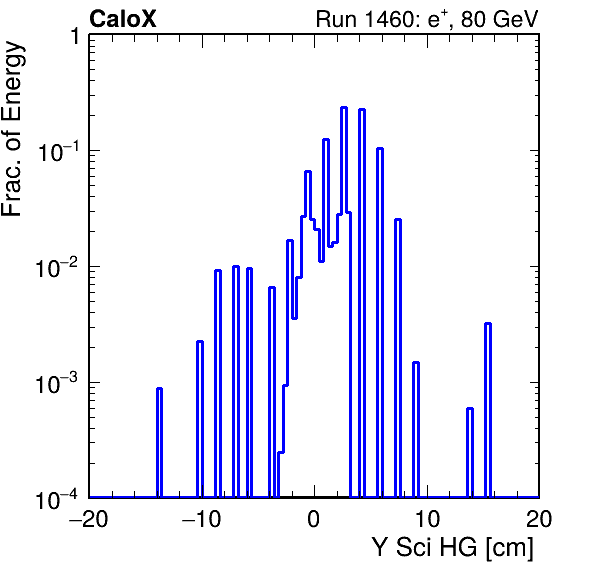 CaloX Run 1460: e⁺, 80 GeV
Frac. of Energy
1
10⁻¹
10⁻²
10⁻³
10⁻⁴
−20 −10 0 10 20
Y Sci HG [cm]